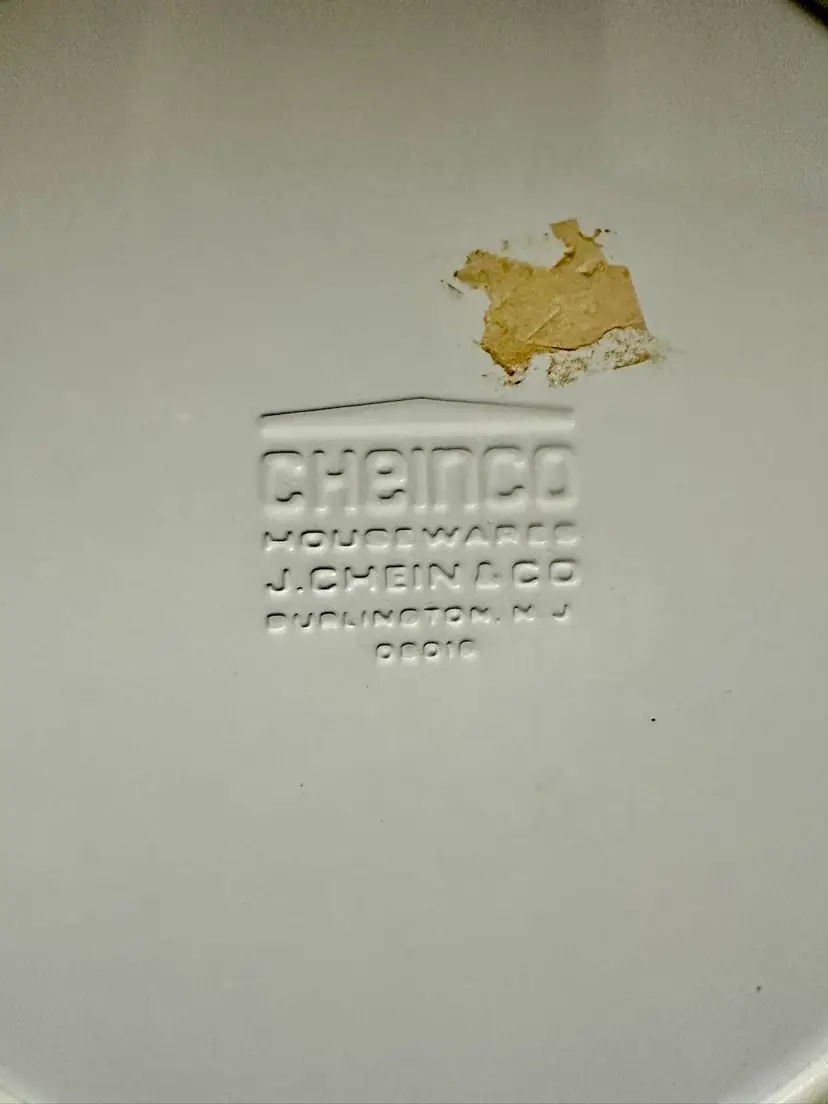 CHEINCO
HOUSEWARES
J. CHEIN & CO
BURLINGTON, N J
08016